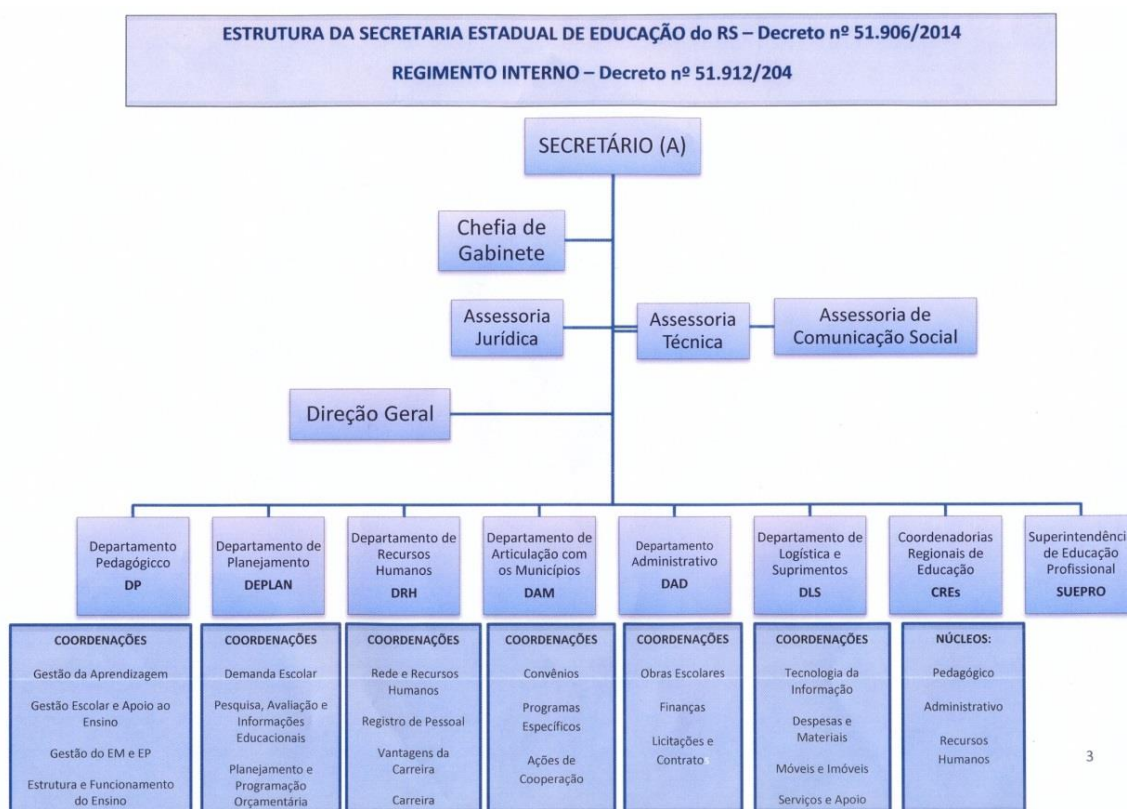 ESTRUTURA DA SECRETARIA ESTADUAL DE EDUCAÇÃO do RS – Decreto nº 51.906/2014
REGIMENTO INTERNO – Decreto nº 51.912/204
SECRETÁRIO (A)
Chefia de
Gabinete
Assessoria
Jurídica
Assessoria
Técnica
Assessoria de
Comunicação Social
Direção Geral
Departamento
Pedagógicco
DP
Departamento de
Planejamento
DEPLAN
Departamento de
Recursos
Humanos
DRH
Departamento de
Articulação com
os Municípios
DAM
Departamento
Administrativo
DAD
Departamento de
Logística e
Suprimentos
DLS
Coordenadorias
Regionais de
Educação
CREs
Superintendênci
de Educação
Profissional
SUEPRO
COORDENAÇÕES
Gestão da Aprendizagem
Gestão Escolar e Apoio ao
Ensino
Gestão do EM e EP
Estrutura e Funcionamento
do Ensino
COORDENAÇÕES
Demanda Escolar
Pesquisa, Avaliação e
Informações
Educacionais
Planejamento e
Programação
Orçamentária
COORDENAÇÕES
Rede e Recursos
Humanos
Registro de Pessoal
Vantagens da
Carreira
Carreira
COORDENAÇÕES
Convênios
Programas
Específicos
Ações de
Cooperação
COORDENAÇÕES
Obras Escolares
Finanças
Licitações e
Contratos
COORDENAÇÕES
Tecnologia da
Informação
Despesas e
Materiais
Móveis e Imóveis
Serviços e Apoio
NÚCLEOS:
Pedagógico
Administrativo
Recursos
Humanos
3